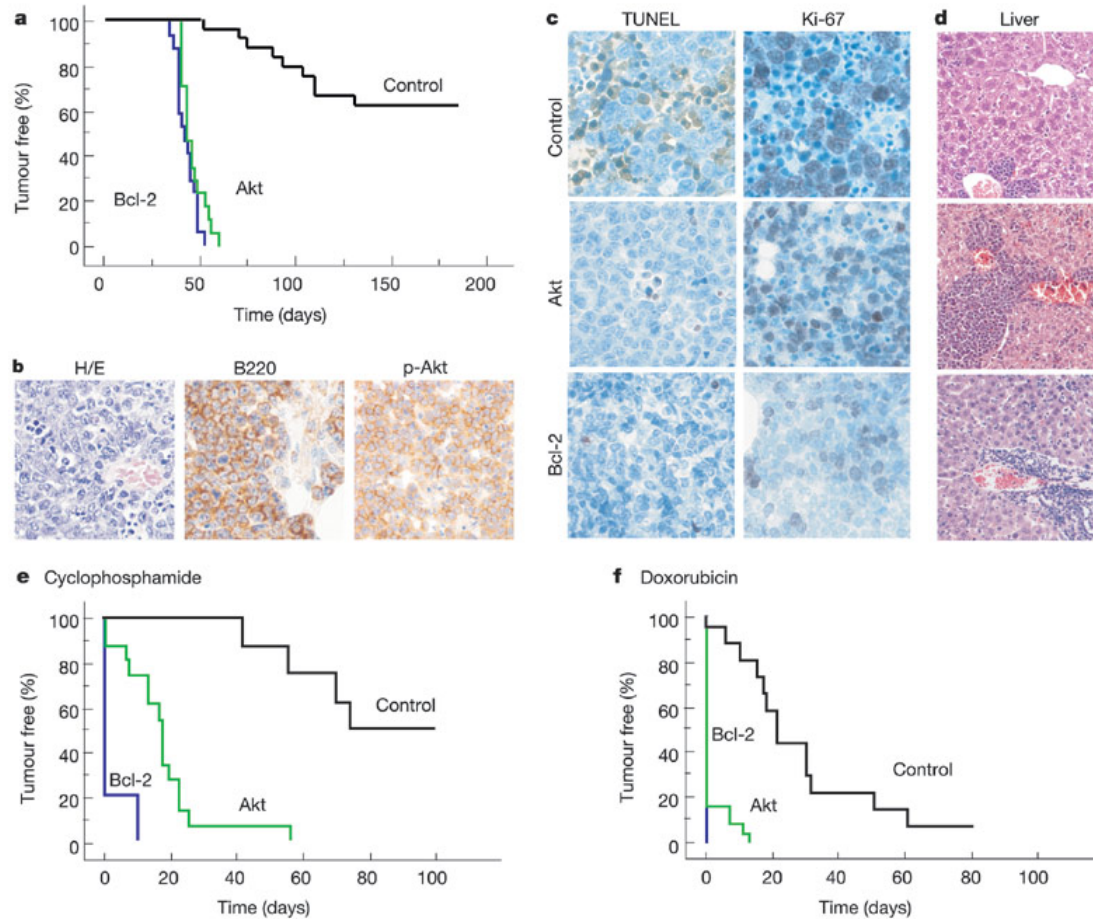 a
Tumour free (%)
100
80
60
40
20
0
Control
Bcl-2
Akt
0 50 100 150 200
Time (days)
b
H/E B220 p-Akt
c
TUNEL Ki-67
Control
Akt
Bcl-2
d
Liver
e Cyclophosphamide
Tumour free (%)
100
80
60
40
20
0
Control
Bcl-2
Akt
0 20 40 60 80 100
Time (days)
f Doxorubicin
Tumour free (%)
100
80
60
40
20
0
Bcl-2
Control
Akt
0 20 40 60 80 100
Time (days)